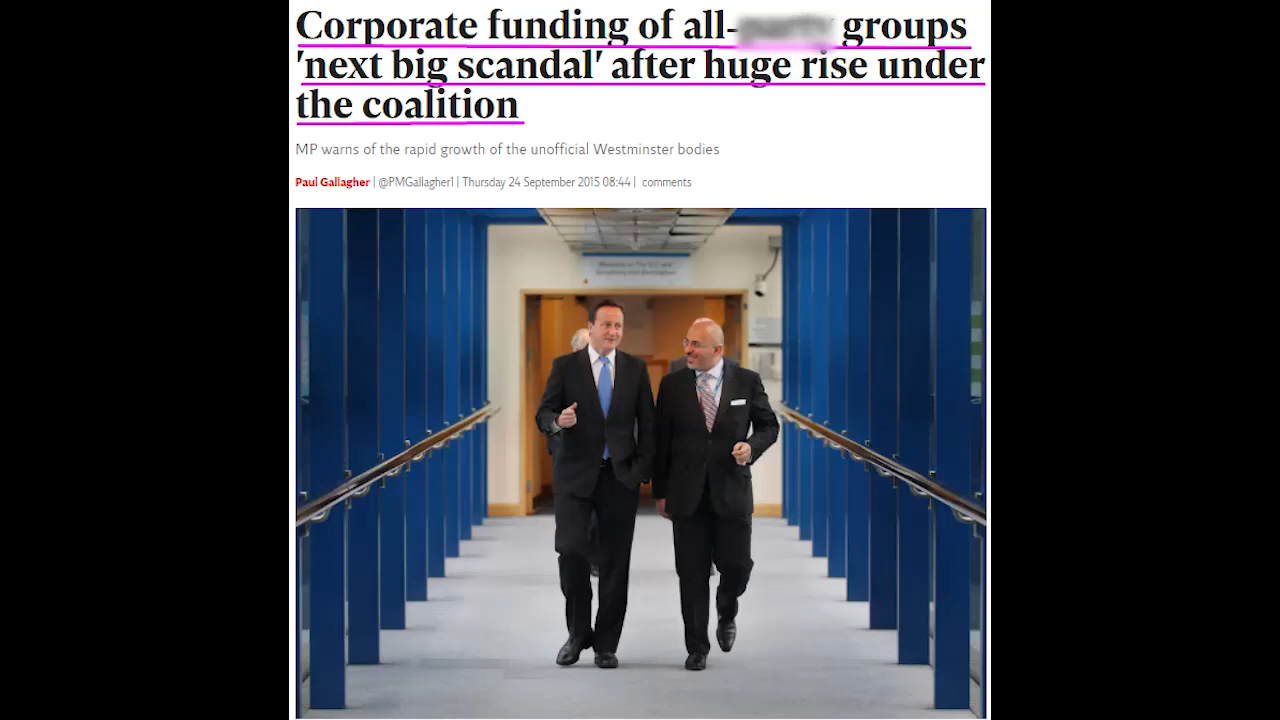 Corporate funding of all- groups
'next big scandal' after huge rise under
the coalition
MP warns of the rapid growth of the unofficial Westminster bodies
Paul Gallagher | @PMGallagher1 | Thursday 24 September 2015 08:44 | comments